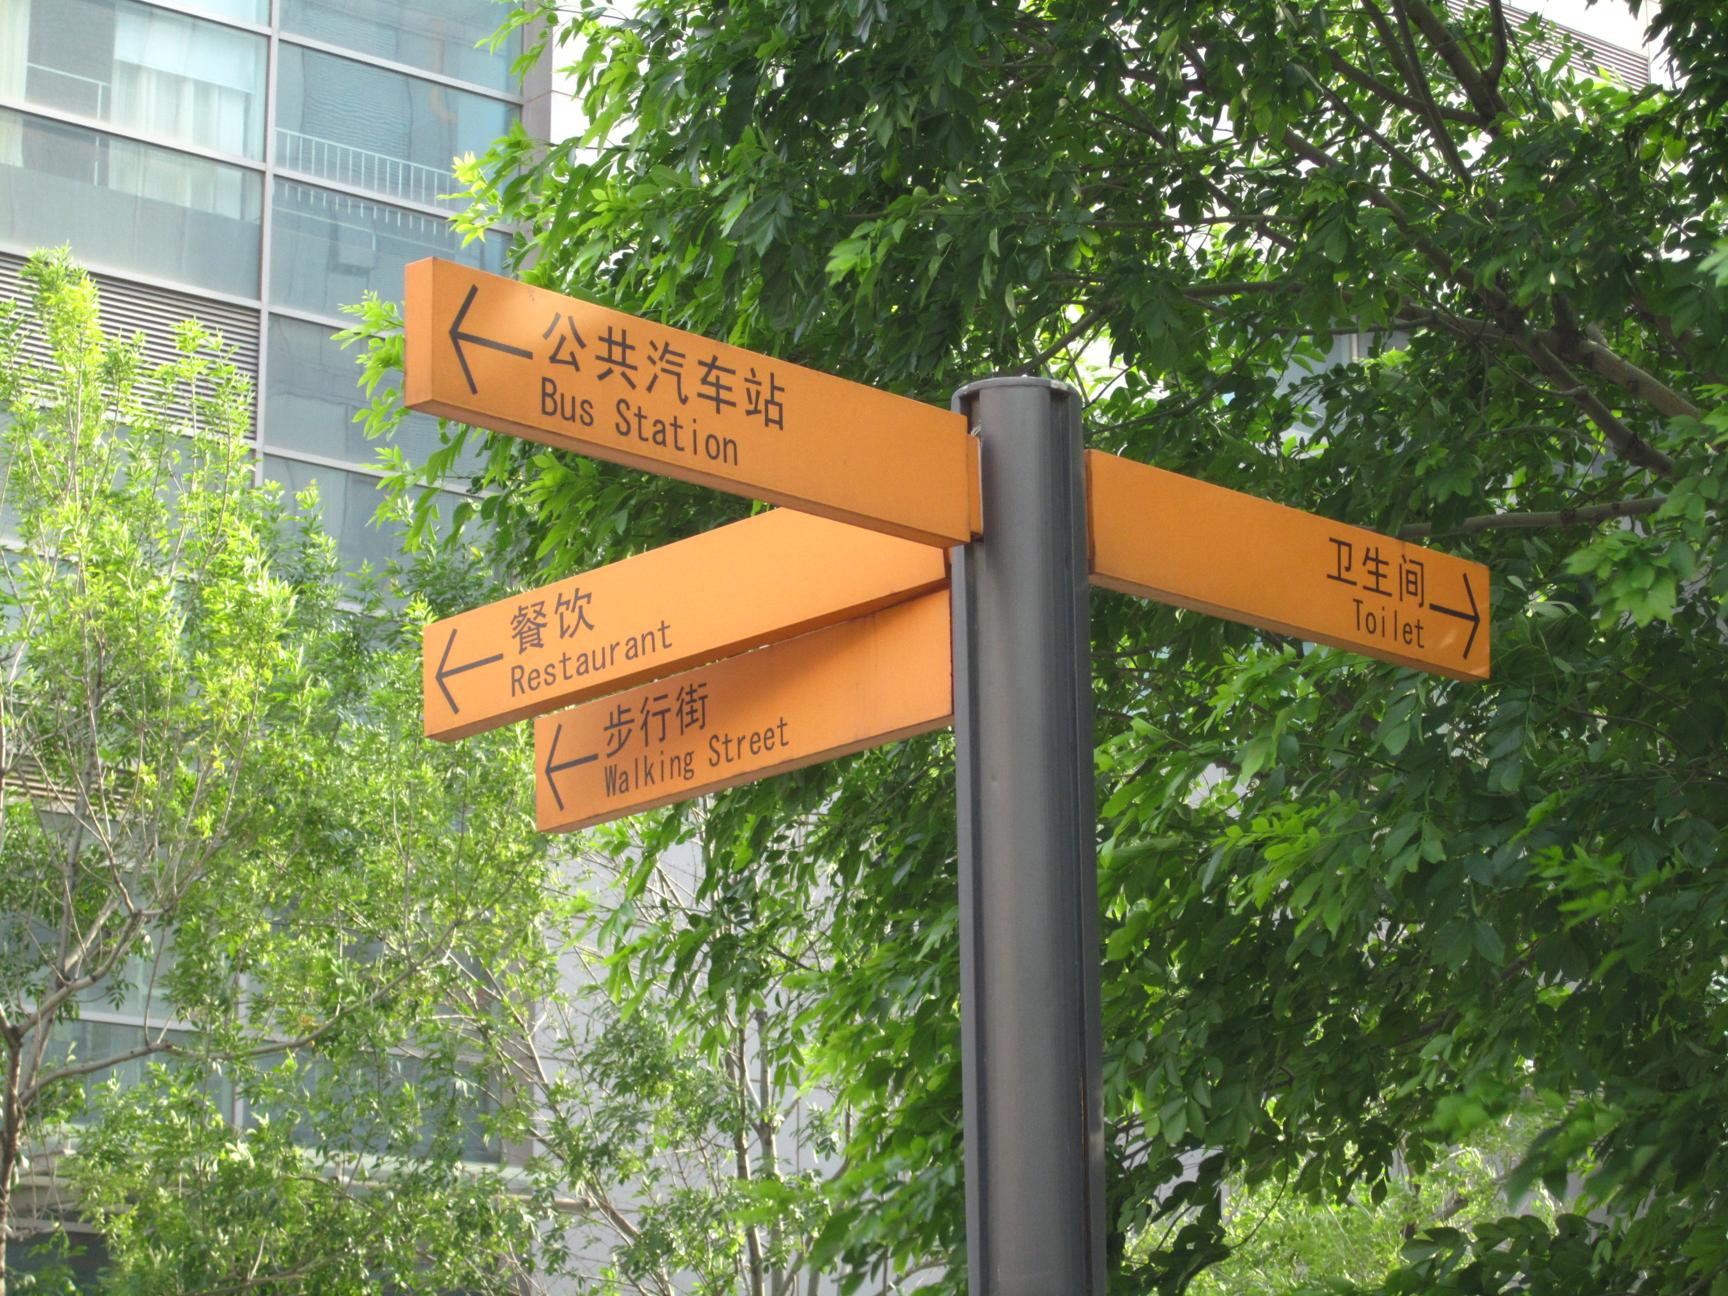 公共汽车站
Bus Station
餐饮
Restaurant
步行街
Walking Street
卫生间
Toilet